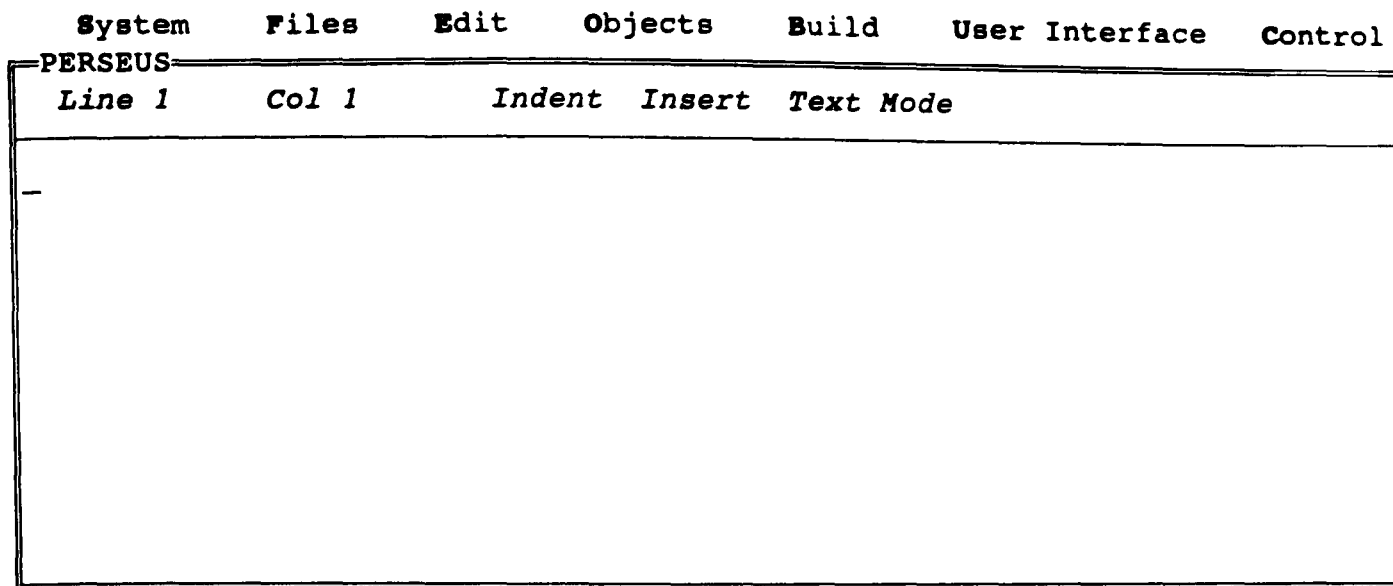 System Files Edit Objects Build User Interface Control
PERSEUS
Line 1 Col 1 Indent Insert Text Mode